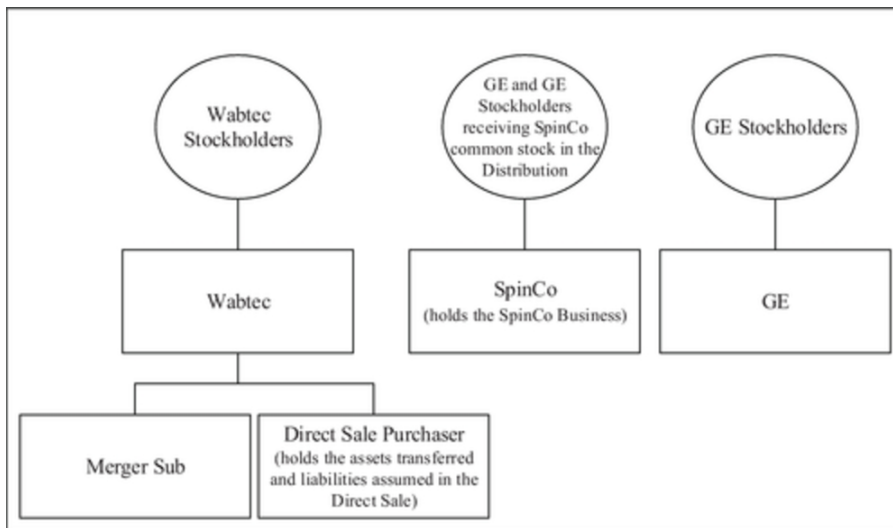 Wabtec
Stockholders
GE and GE
Stockholders
receiving SpinCo
common stock in the
Distribution
GE Stockholders
Wabtec
SpinCo
(holds the SpinCo Business)
GE
Merger Sub
Direct Sale Purchaser
(holds the assets transferred
and liabilities assumed in the
Direct Sale)